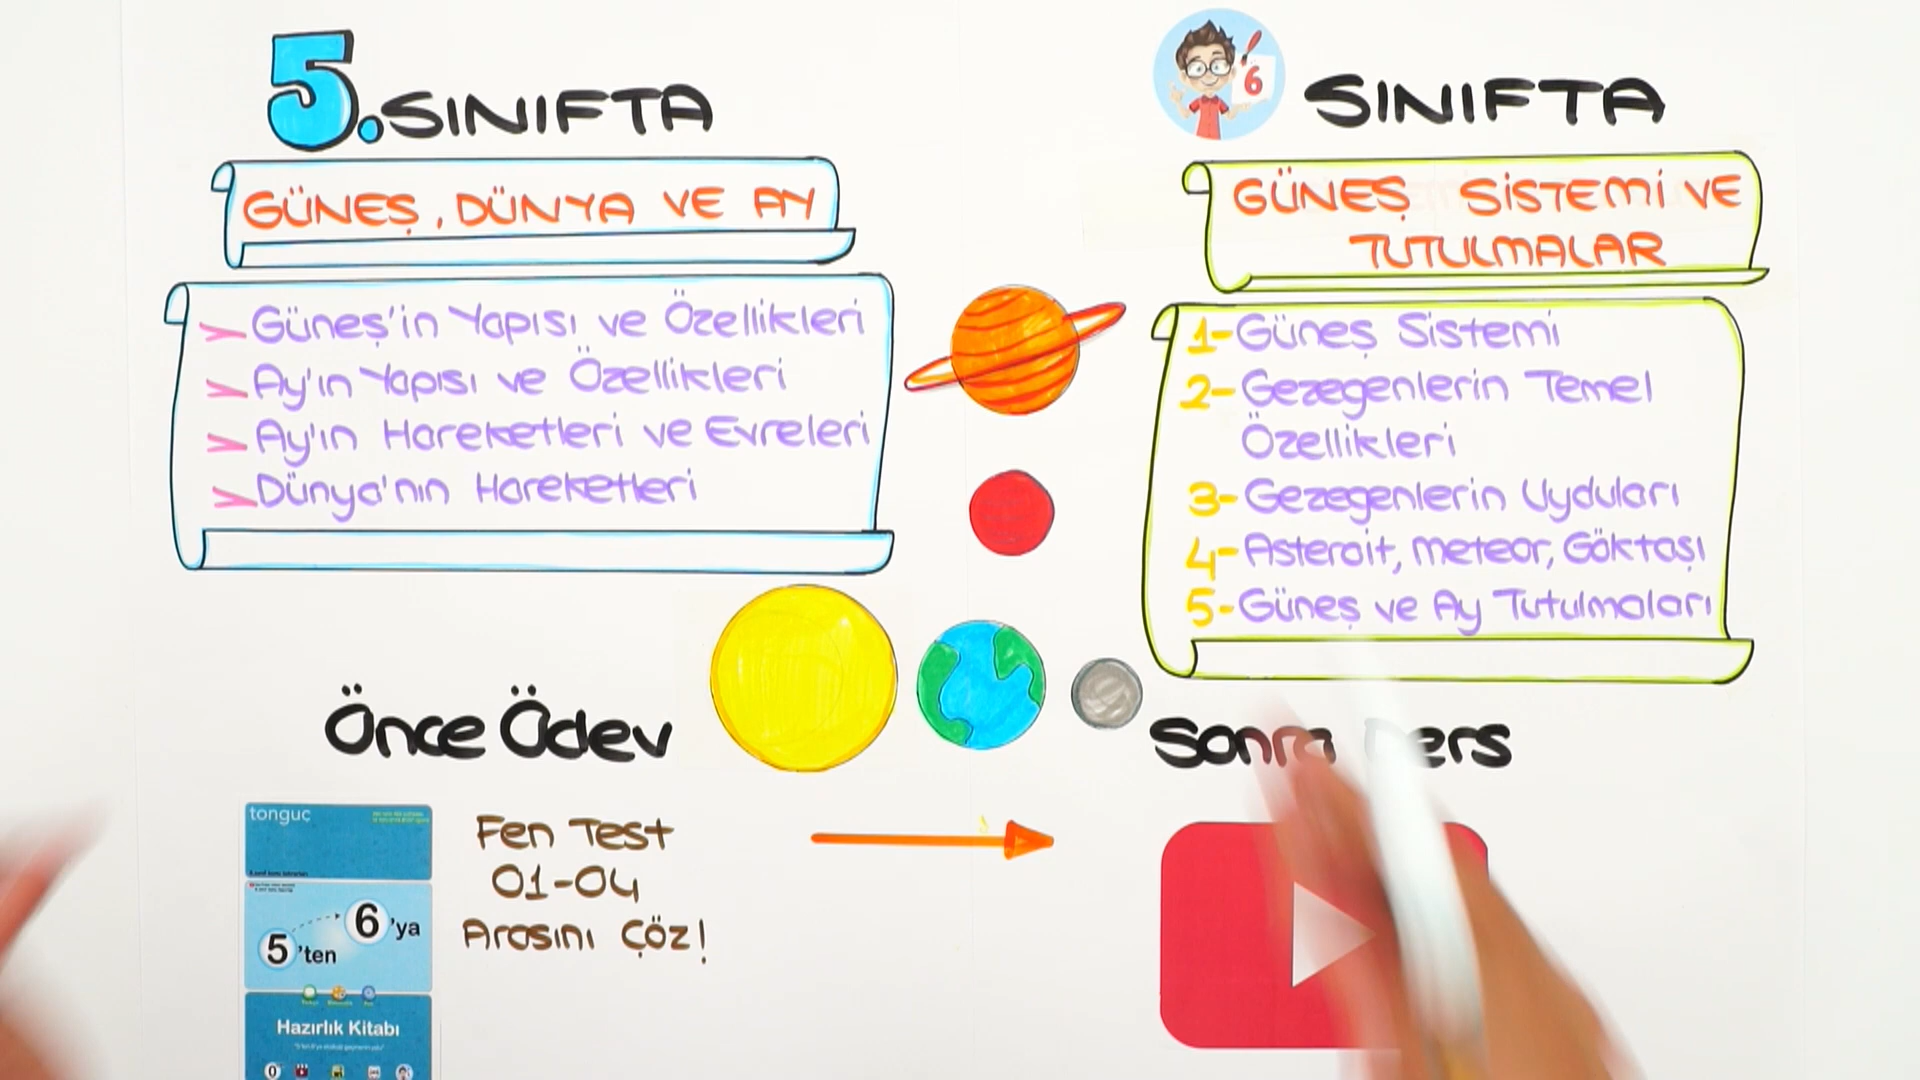 5.SINIFTA
GÜNEŞ, DÜNYA VE AY
Güneş'in Yapısı ve Özellikleri
Ay'ın Yapısı ve Özellikleri
Ay'ın Hareketleri ve Evreleri
Dünya'nın Hareketleri
6
SINIFTA
GÜNEŞ SİSTEMİ VE
TUTULMALAR
1-Güneş Sistemi
2-Gezegenlerin Temel
Özellikleri
3-Gezegenlerin Uyduları
4-Asteroit, Meteor, Göktaşı
5-Güneş ve Ay Tutulmaları
Önce Ödev
tonguç
5'ten 6'ya
Hazırlık Kitabı
Fen Test
01-04
Arasını Çöz!
Sonra Ders